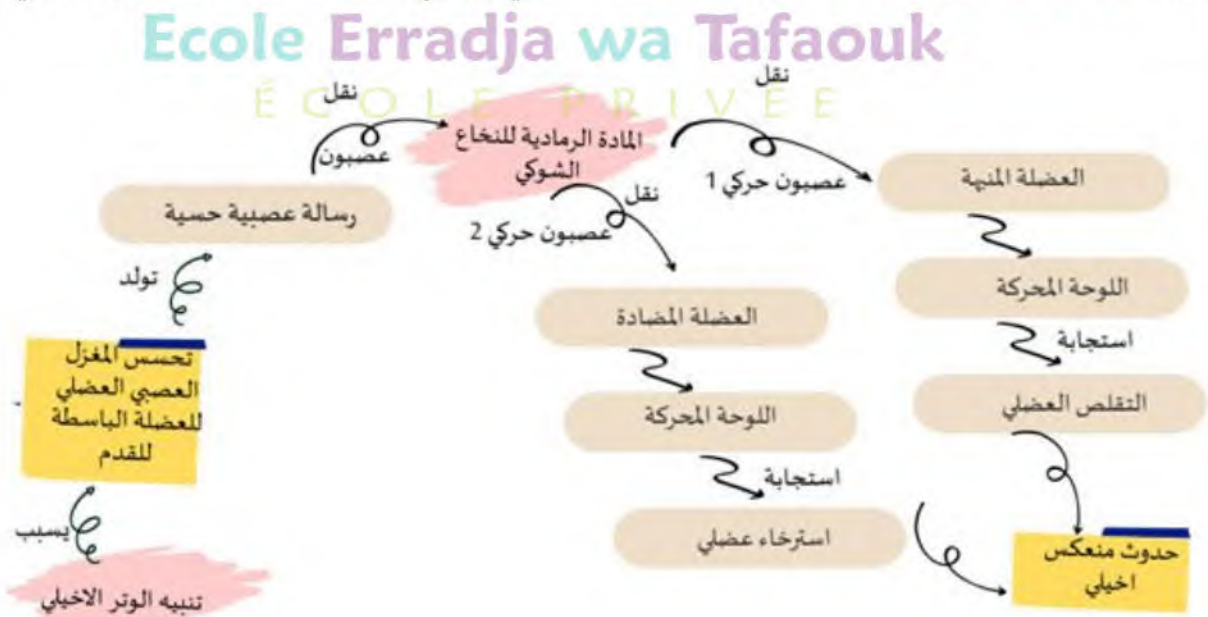 Ecole Erradja wa Tafaouk
ÉCOLE PRIVÉE
نقل
عصبون
المادة الرمادية للنخاع
الشوكي
نقل
عصبون حركي 1
العضلة المنبهة
نقل
عصبون حركي 2
رسالة عصبية حسية
تولد
اللوحة المحركة
العضلة المضادة
استجابة
تحسس المغزل
العصبي العضلي
للعضلة الباسطة
للقدم
التقلص العضلي
اللوحة المحركة
استجابة
يسبب
استرخاء عضلي
حدوث منعكس
اخيلي
تنبيه الوتر الاخيلي